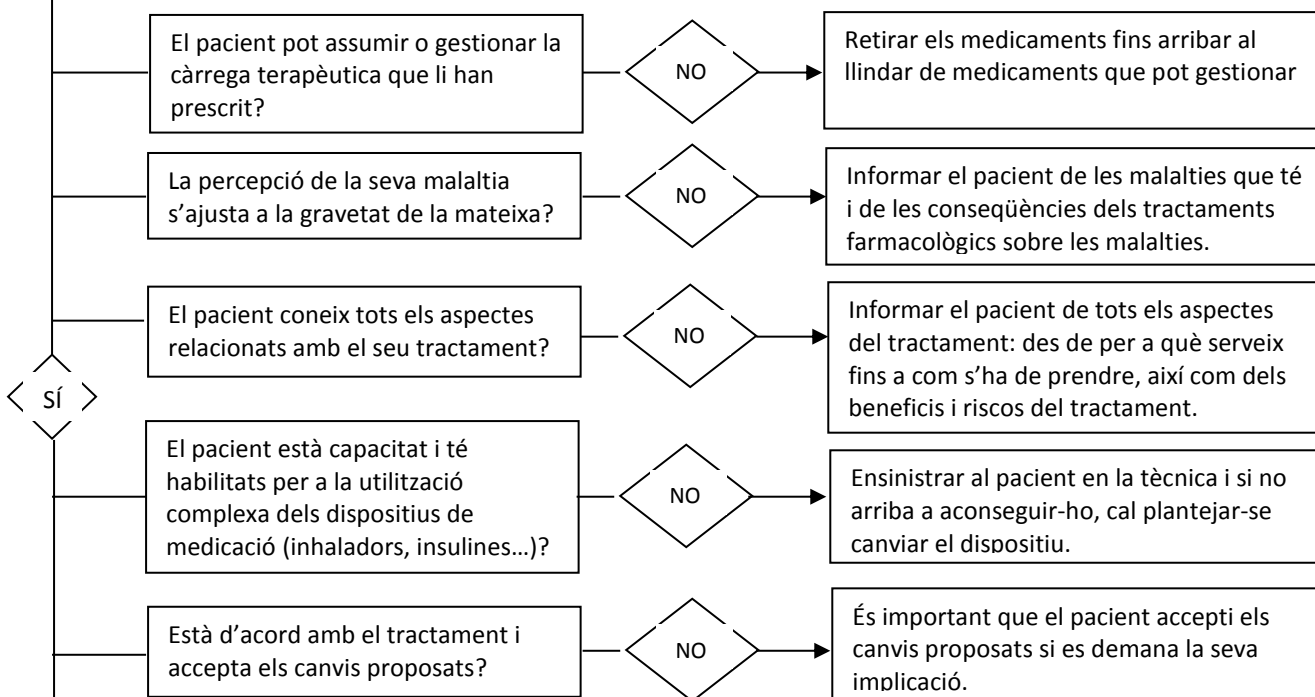 El pacient pot assumir o gestionar la
càrrega terapèutica que li han
prescrit?
NO
Retirar els medicaments fins arribar al
llindar de medicaments que pot gestionar
La percepció de la seva malaltia
s’ajusta a la gravetat de la mateixa?
NO
Informar el pacient de les malalties que té
i de les conseqüències dels tractaments
farmacològics sobre les malalties.
El pacient coneix tots els aspectes
relacionats amb el seu tractament?
NO
Informar el pacient de tots els aspectes
del tractament: des de per a què serveix
fins a com s’ha de prendre, així com dels
beneficis i riscos del tractament.
SÍ
El pacient està capacitat i té
habilitats per a la utilització
complexa dels dispositius de
medicació (inhaladors, insulines…)?
NO
Ensinistrar al pacient en la tècnica i si no
arriba a aconseguir-ho, cal plantejar-se
canviar el dispositiu.
Està d’acord amb el tractament i
accepta els canvis proposats?
NO
És important que el pacient accepti els
canvis proposats si es demana la seva
implicació.